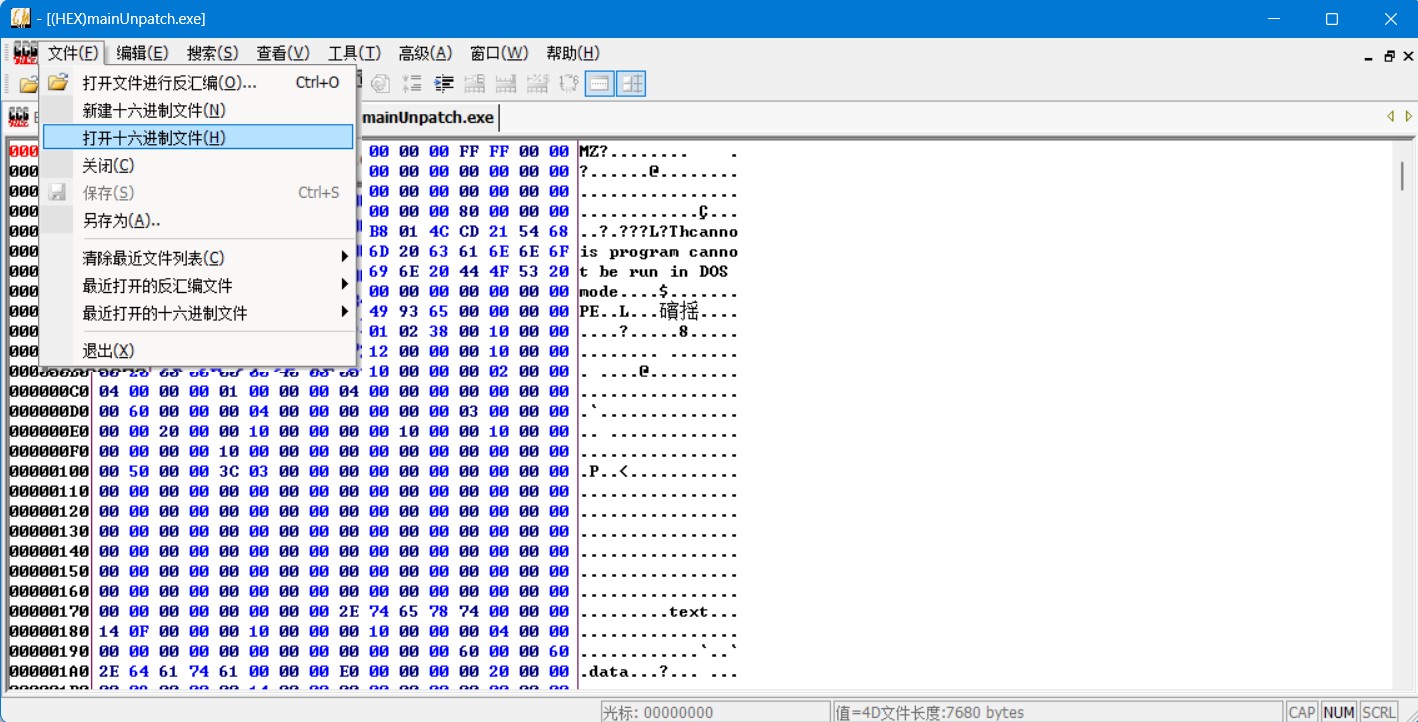 - [(HEX)mainUnpatch.exe]
文件(F) 编辑(E) 搜索(S) 查看(V) 工具(T) 高级(A) 窗口(W) 帮助(H)
打开文件进行反汇编(O)... Ctrl+O
新建十六进制文件(N)
打开十六进制文件(H)
关闭(C)
保存(S) Ctrl+S
另存为(A)..
清除最近文件列表(C)
最近打开的反汇编文件
最近打开的十六进制文件
退出(X)
mainUnpatch.exe
00 00 00 FF FF 00 00 MZ?........ .
00 00 00 00 00 00 00 ?......@........
00 00 00 00 00 00 00 ................
00 00 00 80 00 00 00 ............Ç...
B8 01 4C CD 21 54 68 ..?.???L?Thcanno
6D 20 63 61 6E 6E 6F is program canno
69 6E 20 44 4F 53 20 t be run in DOS
00 00 00 00 00 00 00 mode....$.......
49 93 65 00 00 00 00 PE..L...
01 02 38 00 10 00 00 ....?.....8.....
12 00 00 00 10 00 00 ........ .......
10 00 00 00 02 00 00 . ....@.........
000000C0 04 00 00 00 01 00 00 00 04 00 00 00 00 00 00 00 ................
000000D0 00 60 00 00 00 04 00 00 00 00 00 00 03 00 00 00 .`..............
000000E0 00 00 20 00 00 10 00 00 00 00 10 00 00 10 00 00 .. .............
000000F0 00 00 00 00 10 00 00 00 00 00 00 00 00 00 00 00 ................
00000100 00 50 00 00 3C 03 00 00 00 00 00 00 00 00 00 00 .P..<...........
00000110 00 00 00 00 00 00 00 00 00 00 00 00 00 00 00 00 ................
00000120 00 00 00 00 00 00 00 00 00 00 00 00 00 00 00 00 ................
00000130 00 00 00 00 00 00 00 00 00 00 00 00 00 00 00 00 ................
00000140 00 00 00 00 00 00 00 00 00 00 00 00 00 00 00 00 ................
00000150 00 00 00 00 00 00 00 00 00 00 00 00 00 00 00 00 ................
00000160 00 00 00 00 00 00 00 00 00 00 00 00 00 00 00 00 ................
00000170 00 00 00 00 00 00 00 00 2E 74 65 78 74 00 00 00 .........text...
00000180 14 0F 00 00 00 10 00 00 00 10 00 00 00 04 00 00 ................
00000190 00 00 00 00 00 00 00 00 00 00 00 00 60 00 00 60 ............`..`
000001A0 2E 64 61 74 61 00 00 00 E0 00 00 00 00 20 00 00 .data...?... ...
光标: 00000000 值=4D文件长度:7680 bytes CAP NUM SCRL